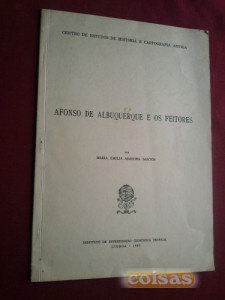 CENTRO DE ESTUDOS DE HISTÓRIA E CARTOGRAFIA ANTIGA
AFONSO DE ALBUQUERQUE E OS FEITORES
POR
MARIA EMÍLIA MADEIRA SANTOS
INSTITUTO DE INVESTIGAÇÃO CIENTÍFICA TROPICAL
LISBOA
coisas